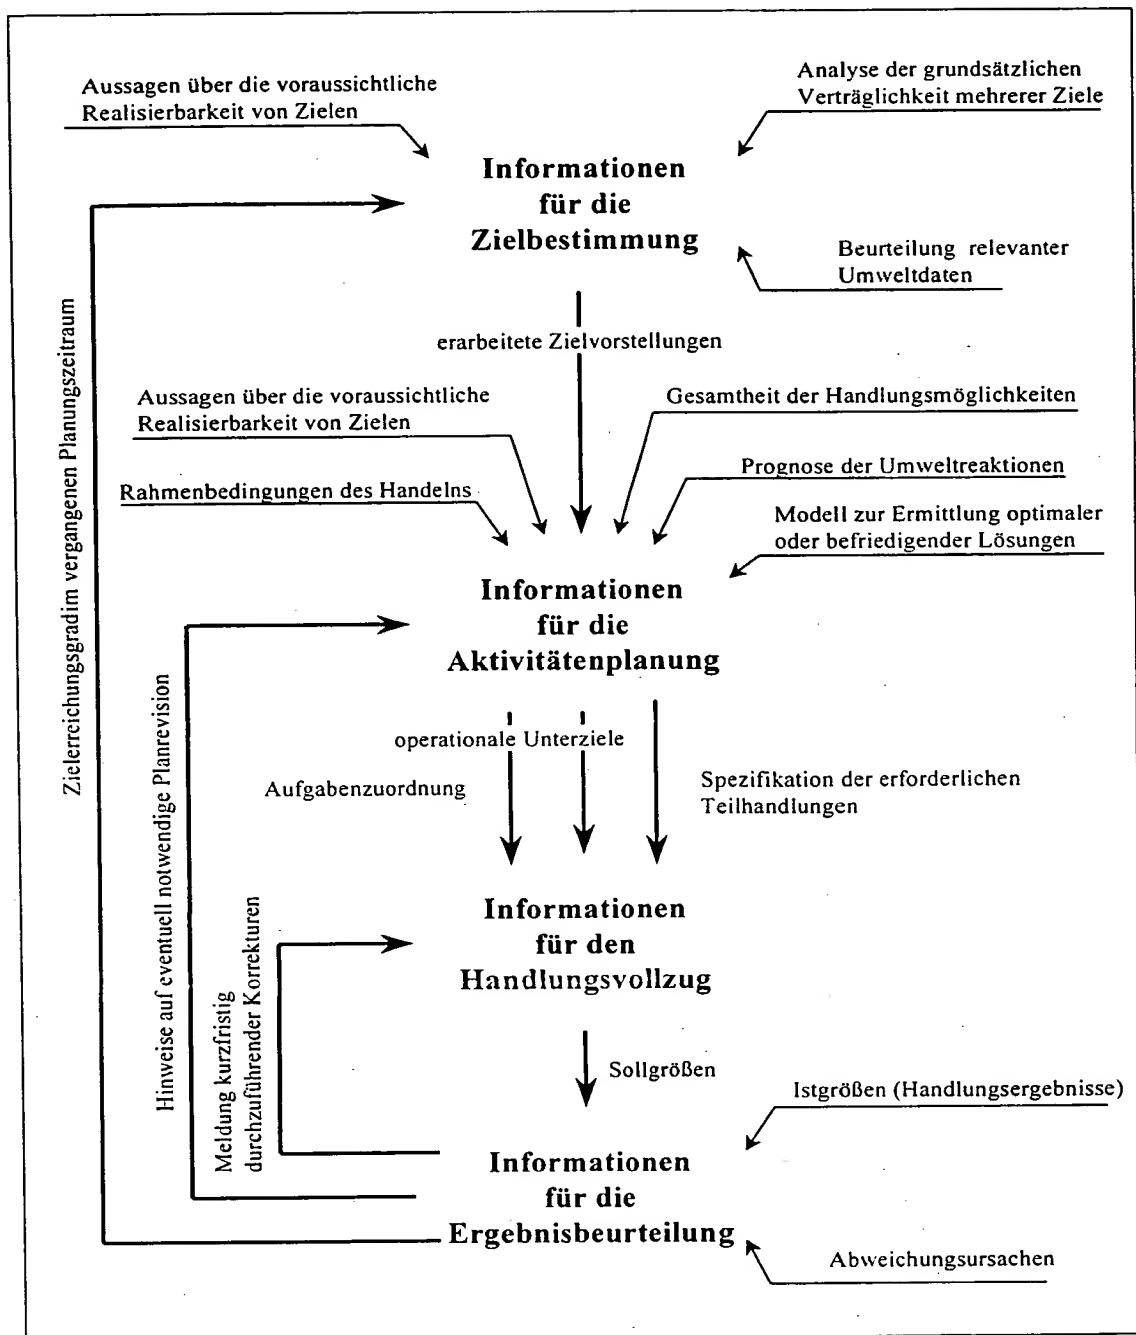 Aussagen über die voraussichtliche
Realisierbarkeit von Zielen
Analyse der grundsätzlichen
Verträglichkeit mehrerer Ziele
Informationen
für die
Zielbestimmung
Beurteilung relevanter
Umweltdaten
erarbeitete Zielvorstellungen
Aussagen über die voraussichtliche
Realisierbarkeit von Zielen
Gesamtheit der Handlungsmöglichkeiten
Rahmenbedingungen des Handelns
Prognose der Umweltreaktionen
Modell zur Ermittlung optimaler
oder befriedigender Lösungen
Informationen
für die
Aktivitätenplanung
operationale Unterziele
Aufgabenzuordnung
Spezifikation der erforderlichen
Teilhandlungen
Informationen
für den
Handlungsvollzug
Sollgrößen
Istgrößen (Handlungsergebnisse)
Informationen
für die
Ergebnisbeurteilung
Abweichungsursachen
Zielerreichungsgradim vergangenen Planungszeitraum
Hinweise auf eventuell notwendige Planrevision
Meldung kurzfristig
durchzuführender Korrekturen